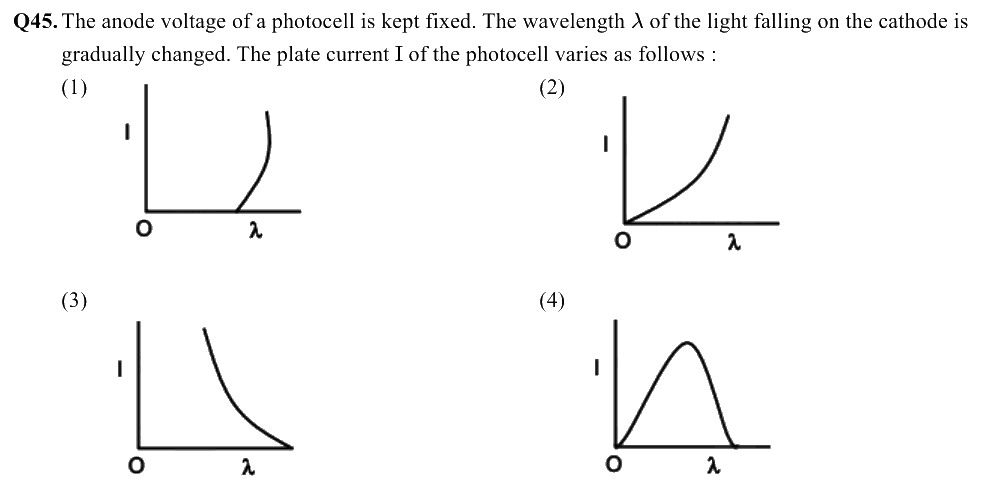 Q45. The anode voltage of a photocell is kept fixed. The wavelength λ of the light falling on the cathode is
gradually changed. The plate current I of the photocell varies as follows :
(1)
(2)
I
I
O
λ
O
λ
(3)
(4)
I
I
O
λ
O
λ